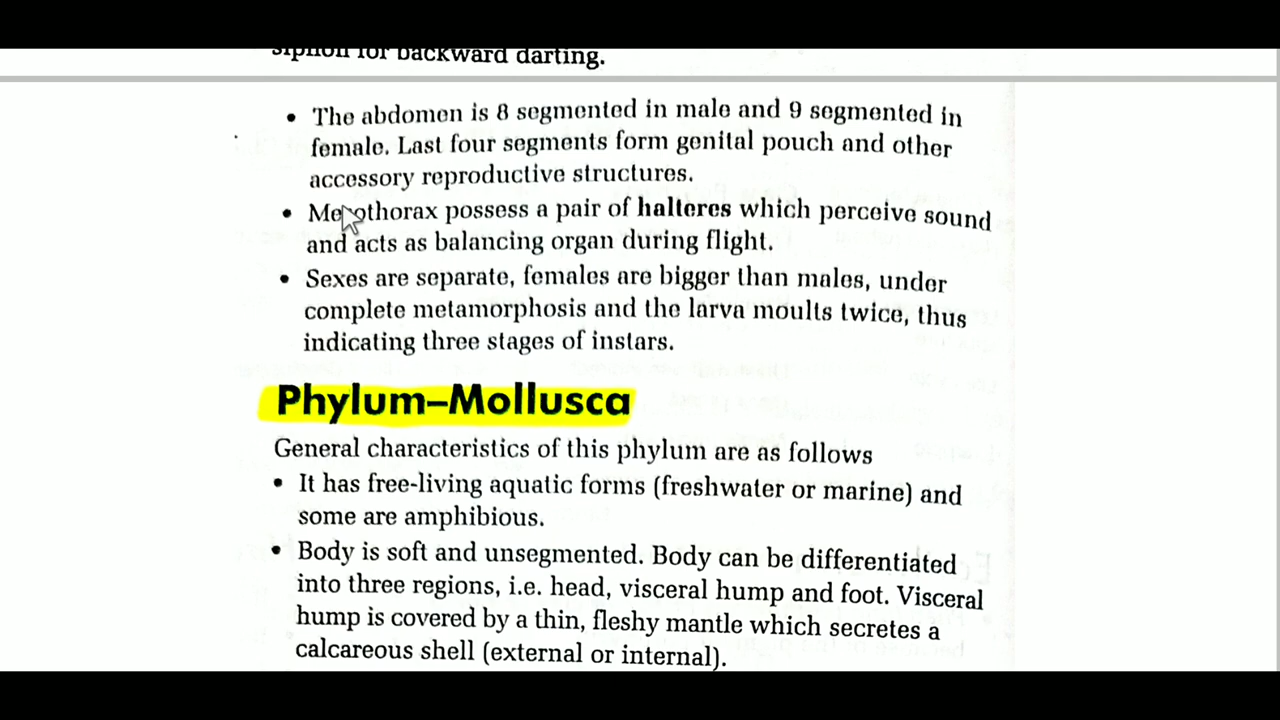 siphon for backward darting.
• The abdomen is 8 segmented in male and 9 segmented in
female. Last four segments form genital pouch and other
accessory reproductive structures.
• possess a pair of halteres which perceive sound
and acts as balancing organ during flight.
• Sexes are separate, females are bigger than males, under
complete metamorphosis and the larva moults twice, thus
indicating three stages of instars.
Phylum–Mollusca
General characteristics of this phylum are as follows
• It has free-living aquatic forms (freshwater or marine) and
some are amphibious.
• Body is soft and unsegmented. Body can be differentiated
into three regions, i.e. head, visceral hump and foot. Visceral
hump is covered by a thin, fleshy mantle which secretes a
calcareous shell (external or internal).